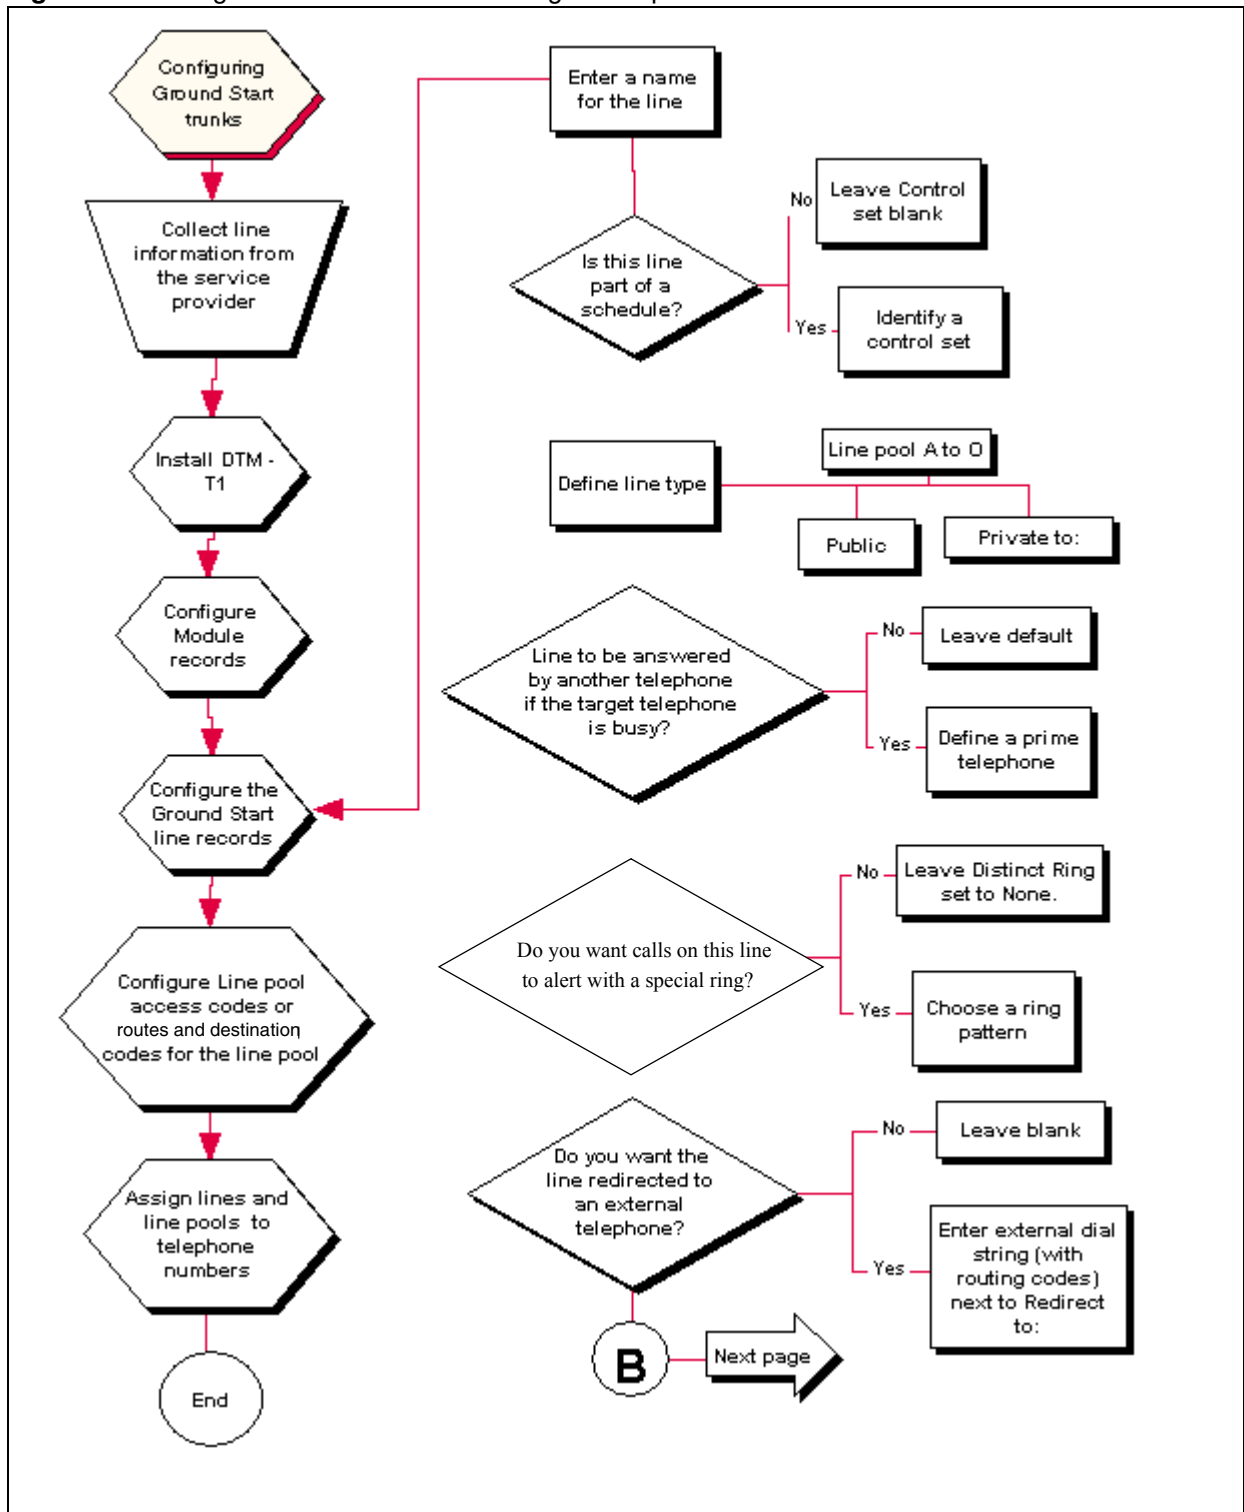 Configuring
Ground Start
trunks
Collect line
information from
the service
provider
Install DTM -
T1
Configure
Module
records
Configure the
Ground Start
line records
Configure Line pool
access codes or
routes and destination
codes for the line pool
Assign lines and
line pools to
telephone
numbers
End
Enter a name
for the line
Is this line
part of a
schedule?
No
Leave Control
set blank
Yes
Identify a
control set
Define line type
Line pool A to O
Public
Private to:
Line to be answered
by another telephone
if the target telephone
is busy?
No
Leave default
Yes
Define a prime
telephone
Do you want calls on this line
to alert with a special ring?
No
Leave Distinct Ring
set to None.
Yes
Choose a ring
pattern
Do you want the
line redirected to
an external
telephone?
No
Leave blank
Yes
Enter external dial
string (with
routing codes)
next to Redirect
to:
B
Next page